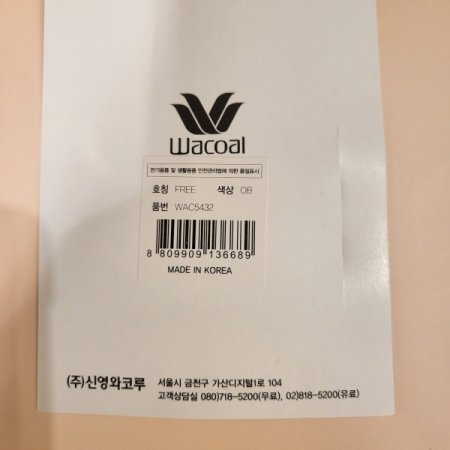 Wacoal
전기용품 및 생활용품 안전관리법에 의한 품질표시
호칭 FREE 색상 OB
품번 WAC5432
8 809909 136689
MADE IN KOREA
(주)신영와코루 서울시 금천구 가산디지털1로 104
고객상담실 080)718-5200(무료), 02)818-5200(유료)